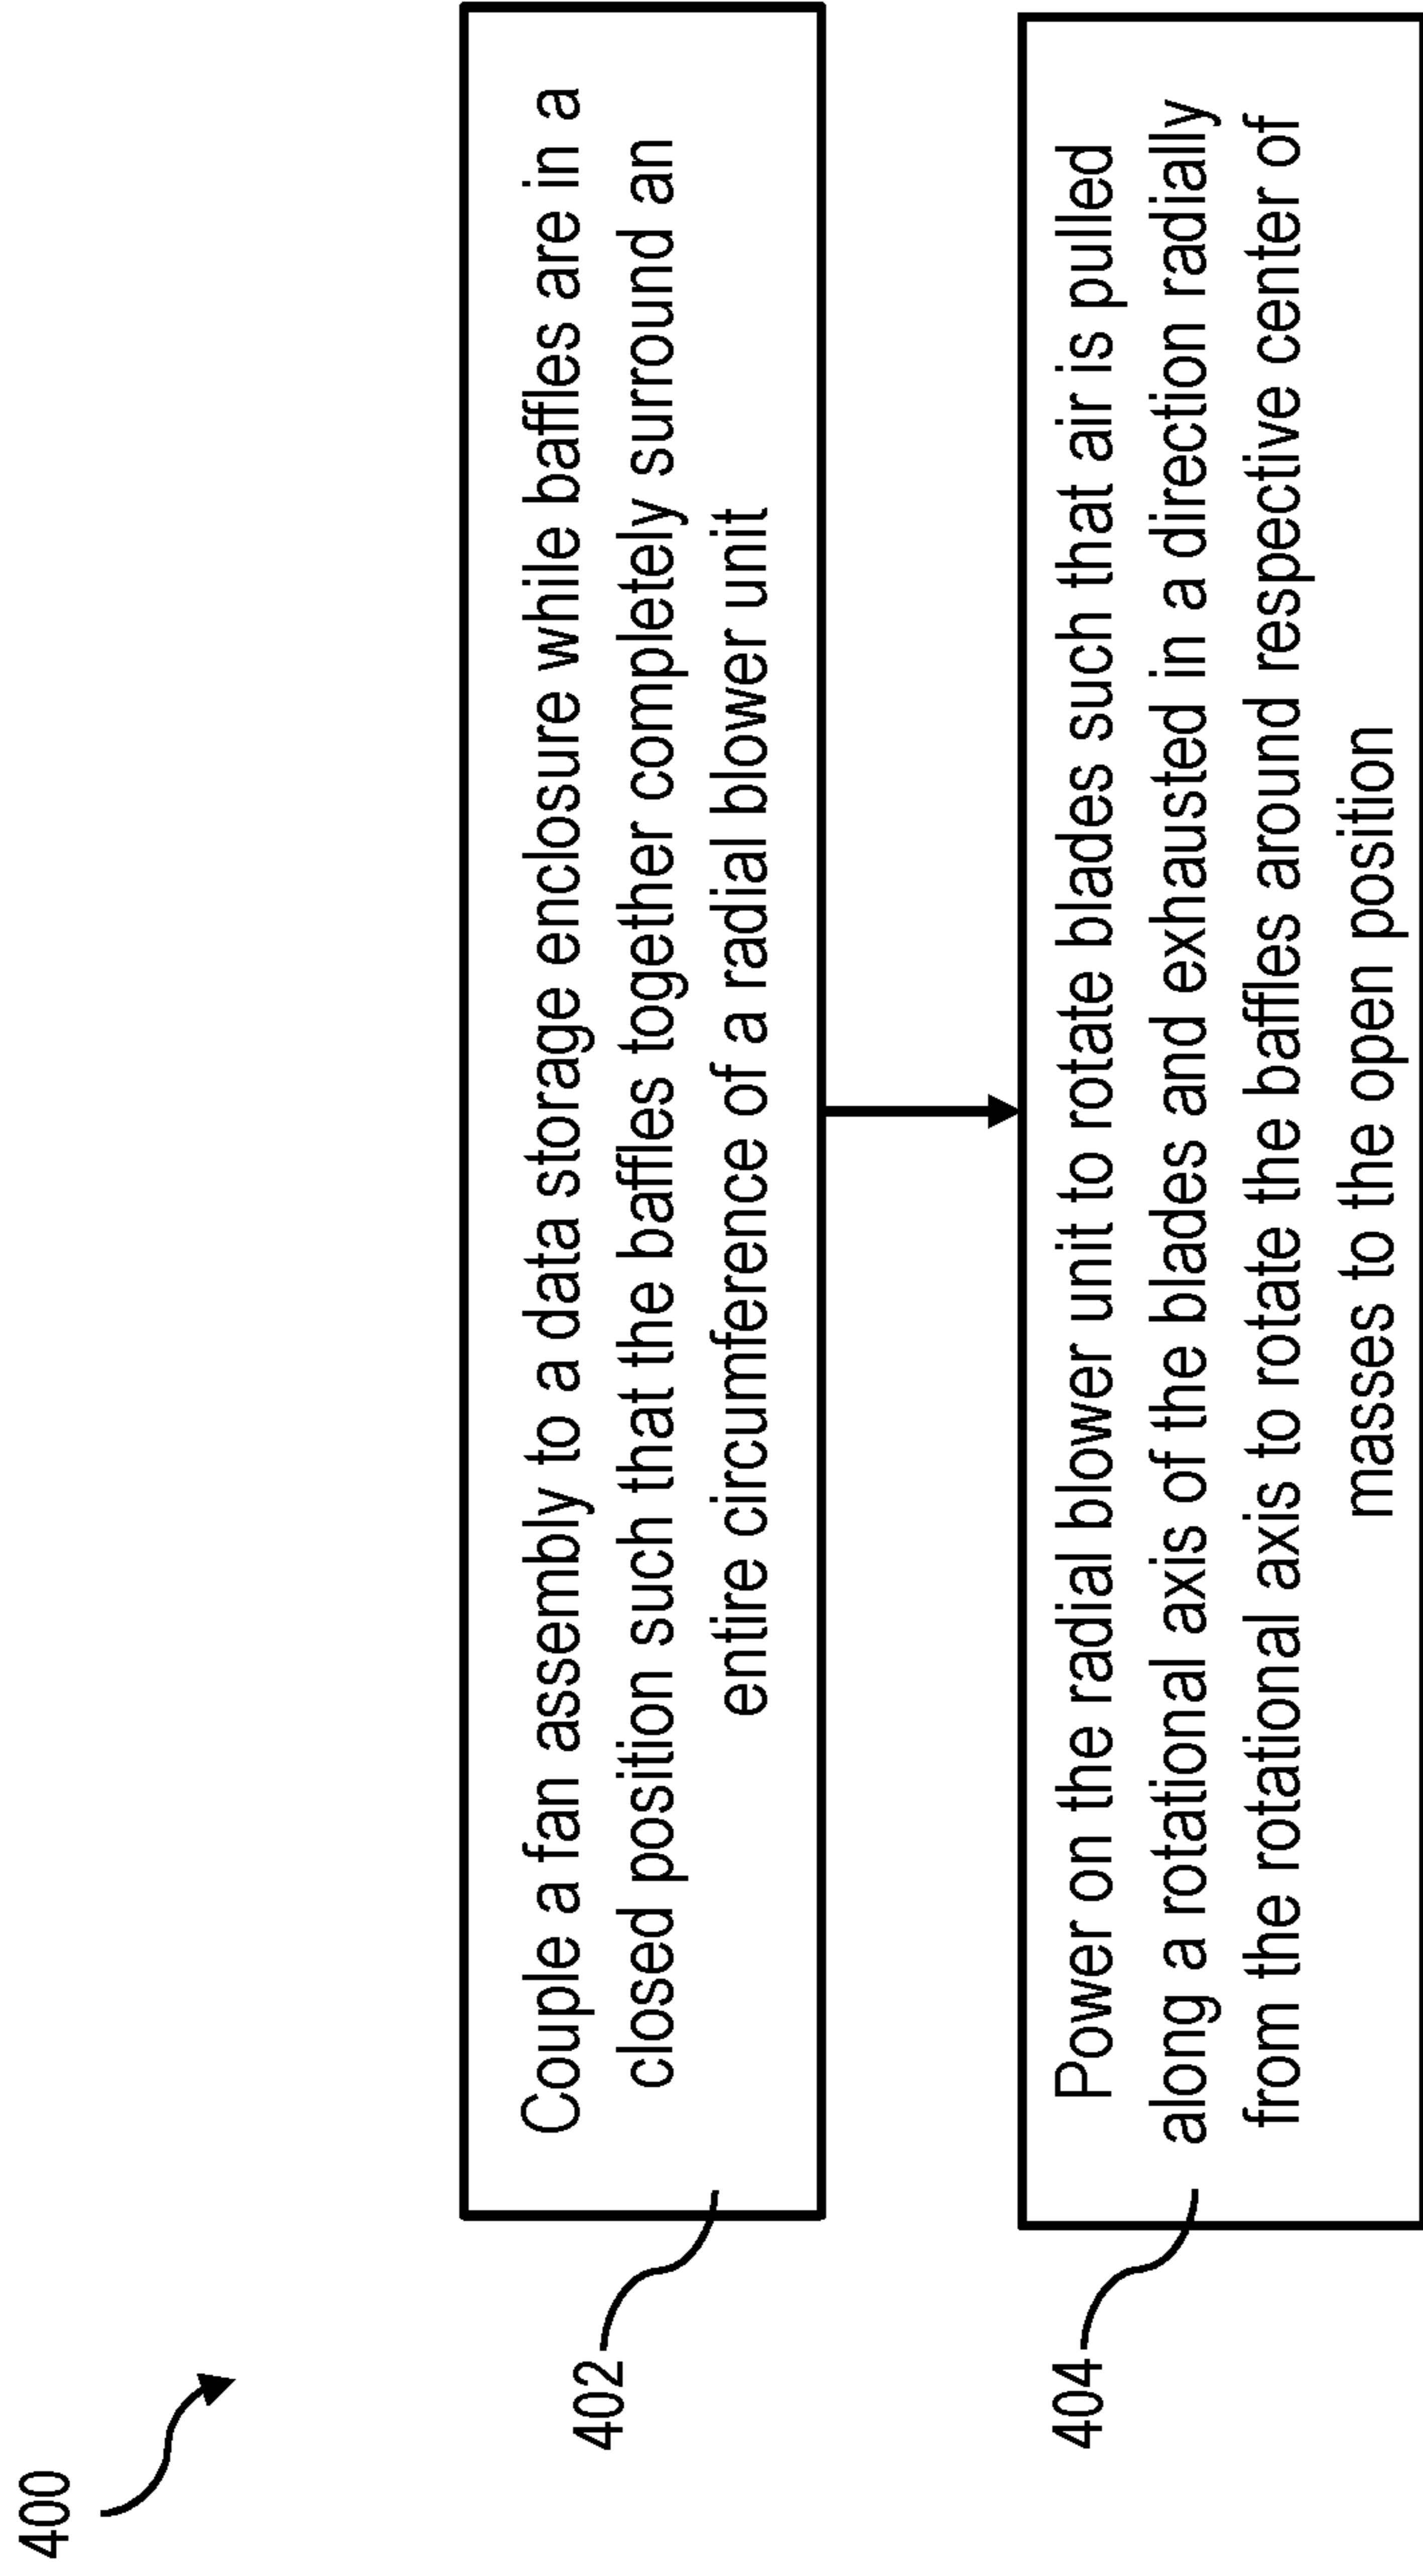 400
402
Couple a fan assembly to a data storage enclosure while baffles are in a
closed position such that the baffles together completely surround an
entire circumference of a radial blower unit
404
Power on the radial blower unit to rotate blades such that air is pulled
along a rotational axis of the blades and exhausted in a direction radially
from the rotational axis to rotate the baffles around respective center of
masses to the open position